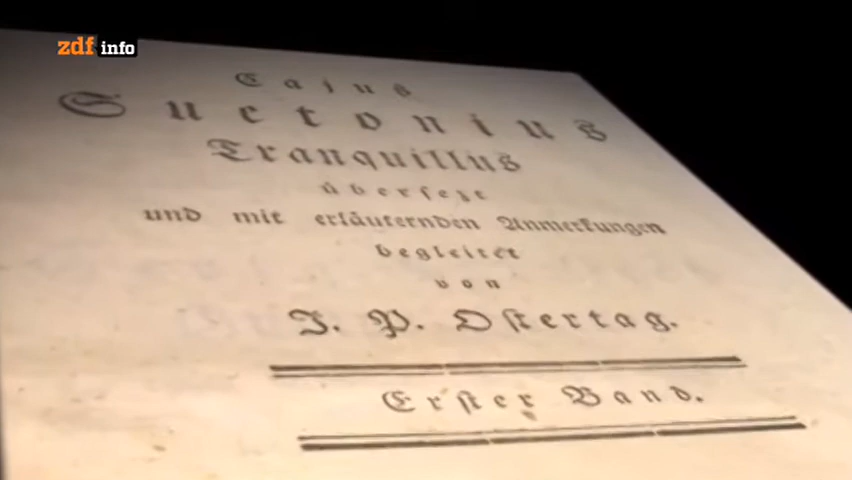 zdf info
Cajus
Suetonius
Tranquillus
übersezt
und mit erläuternden Anmerkungen
begleitet
von
J. P. Ostertag.
Erster Band.